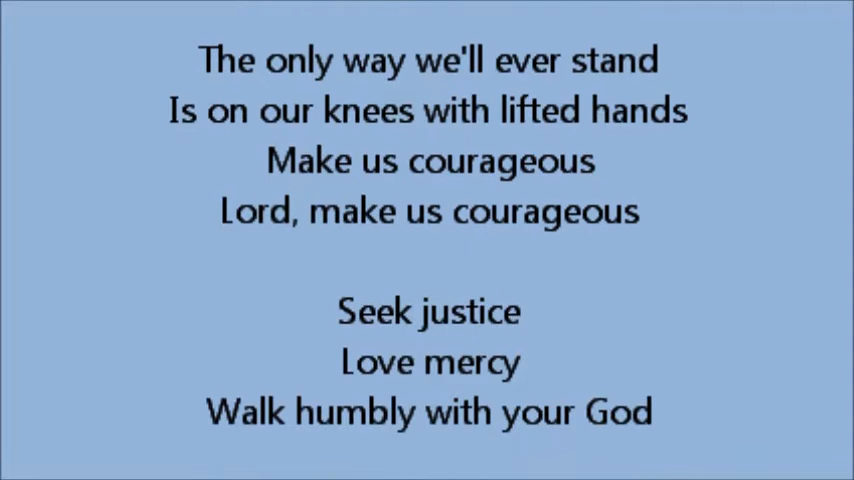 The only way we'll ever stand
Is on our knees with lifted hands
Make us courageous
Lord, make us courageous
Seek justice
Love mercy
Walk humbly with your God